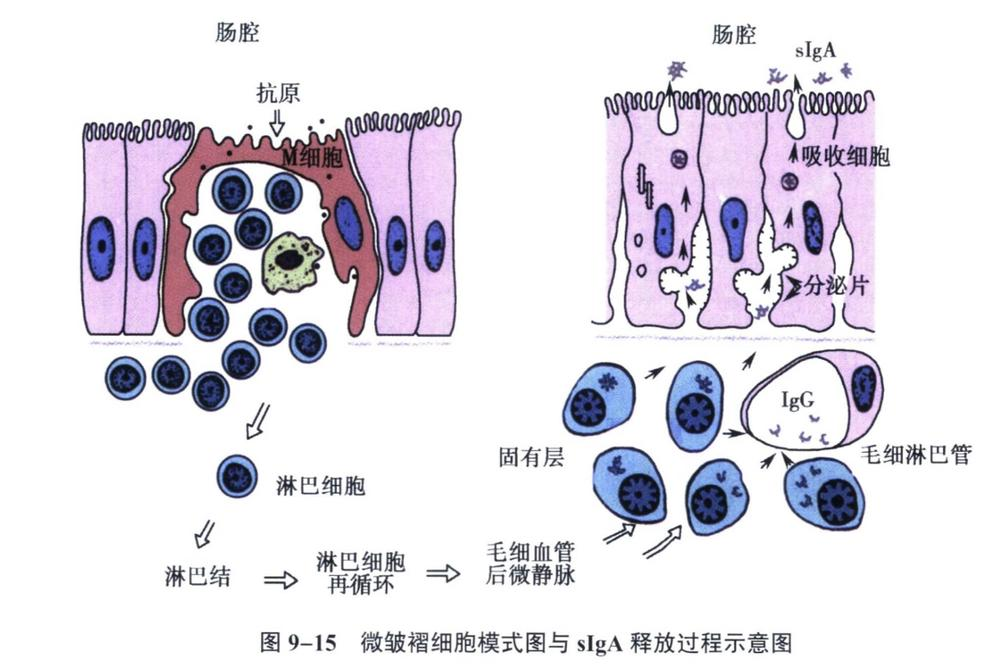 肠腔
抗原
M细胞
淋巴细胞
淋巴结
淋巴细胞
再循环
毛细血管
后微静脉
肠腔
sIgA
吸收细胞
分泌片
IgG
固有层
毛细淋巴管
图 9-15 微皱褶细胞模式图与 sIgA 释放过程示意图